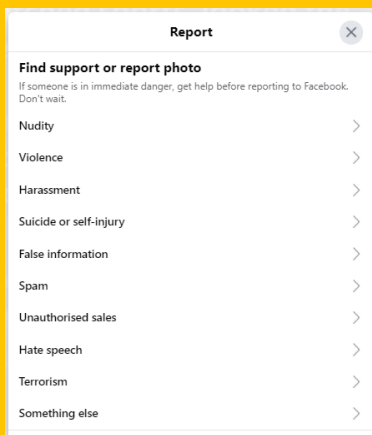 Report
Find support or report photo
If someone is in immediate danger, get help before reporting to Facebook.
Don't wait.
Nudity
Violence
Harassment
Suicide or self-injury
False information
Spam
Unauthorised sales
Hate speech
Terrorism
Something else